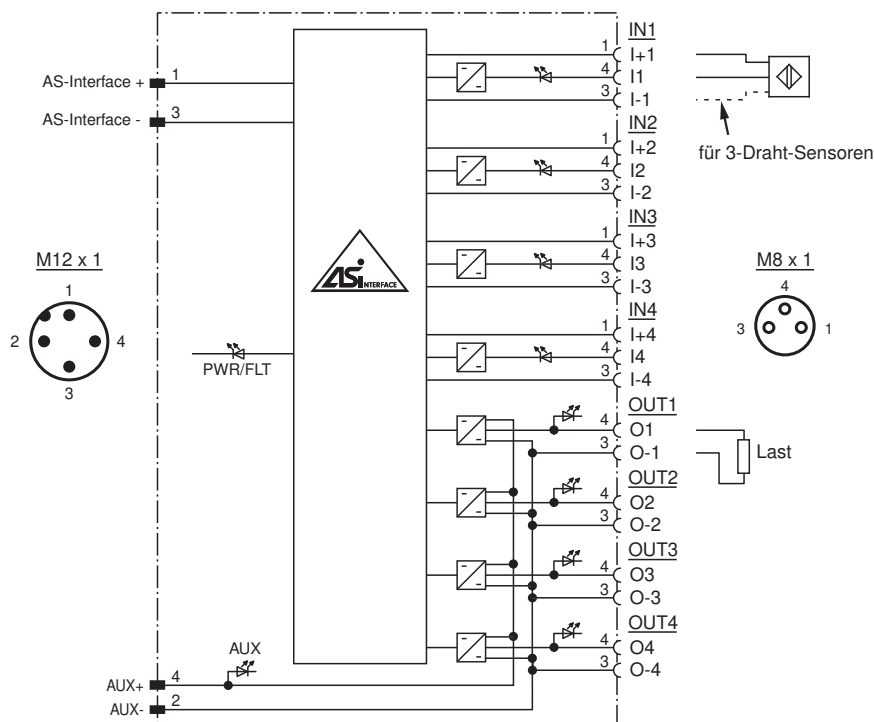 IN1
1 I+1
AS-Interface + 1
4 I1
3 I-1
AS-Interface - 3
IN2
1 I+2
für 3-Draht-Sensoren
4 I2
3 I-2
IN3
1 I+3
M12 x 1
M8 x 1
4 I3
ASi INTERFACE
3 I-3
1
4
IN4
2
4
3
1
1 I+4
4 I4
PWR/FLT
3 I-4
3
OUT1
4 O1
3 O-1
Last
OUT2
4 O2
3 O-2
OUT3
4 O3
3 O-3
OUT4
AUX
4 O4
3 O-4
AUX+ 4
AUX- 2